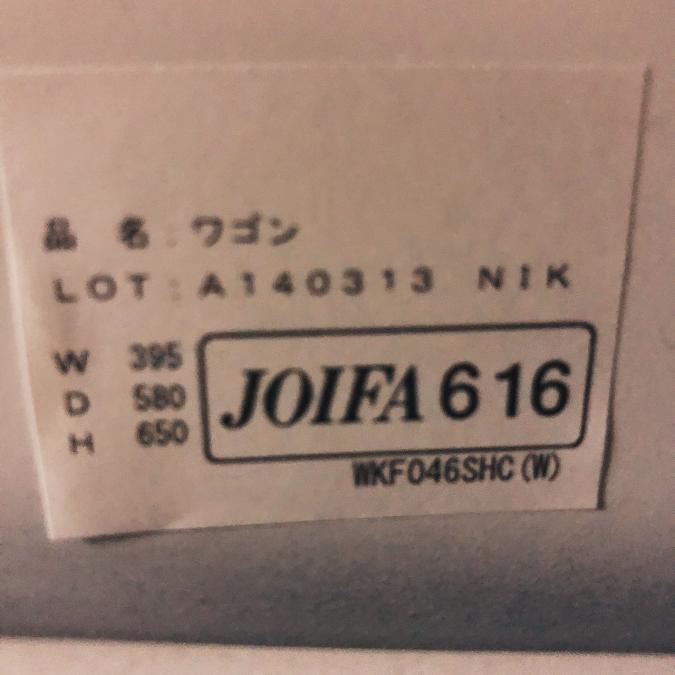 品 名:ワゴン
LOT:A140313 NIK
W 395
D 580
H 650
JOIFA 616
WKF046SHC(W)